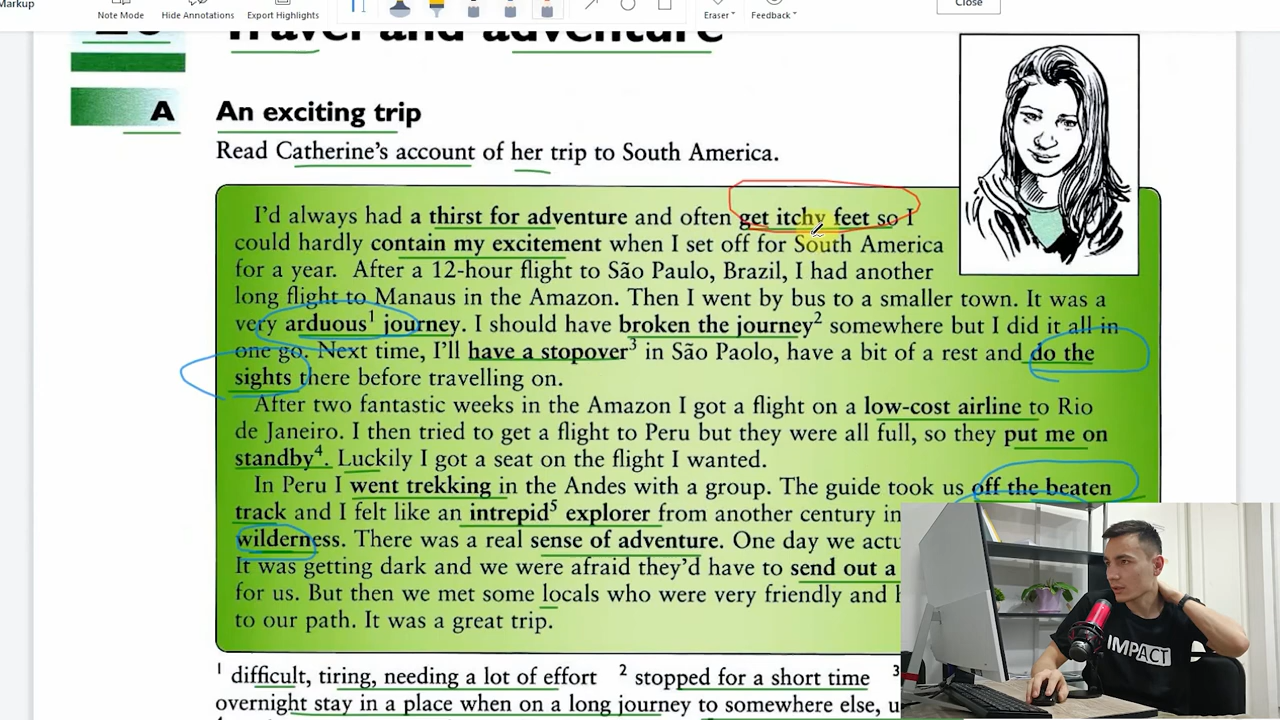 Markup
Note Mode
Hide Annotations
Export Highlights
Eraser
Feedback
Close
Travel and adventure
A An exciting trip
Read Catherine's account of her trip to South America.
I'd always had a thirst for adventure and often get itchy feet so I
could hardly contain my excitement when I set off for South America
for a year. After a 12-hour flight to São Paulo, Brazil, I had another
long flight to Manaus in the Amazon. Then I went by bus to a smaller town. It was a
very arduous¹ journey. I should have broken the journey² somewhere but I did it all in
one go. Next time, I'll have a stopover³ in São Paolo, have a bit of a rest and do the
sights there before travelling on.
After two fantastic weeks in the Amazon I got a flight on a low-cost airline to Rio
de Janeiro. I then tried to get a flight to Peru but they were all full, so they put me on
standby⁴. Luckily I got a seat on the flight I wanted.
In Peru I went trekking in the Andes with a group. The guide took us off the beaten
track and I felt like an intrepid⁵ explorer from another century in
wilderness. There was a real sense of adventure. One day we
It was getting dark and we were afraid they'd have to send out a
for us. But then we met some locals who were very friendly and
to our path. It was a great trip.
¹ difficult, tiring, needing a lot of effort ² stopped for a short time ³
overnight stay in a place when on a long journey to somewhere else,
IMPACT